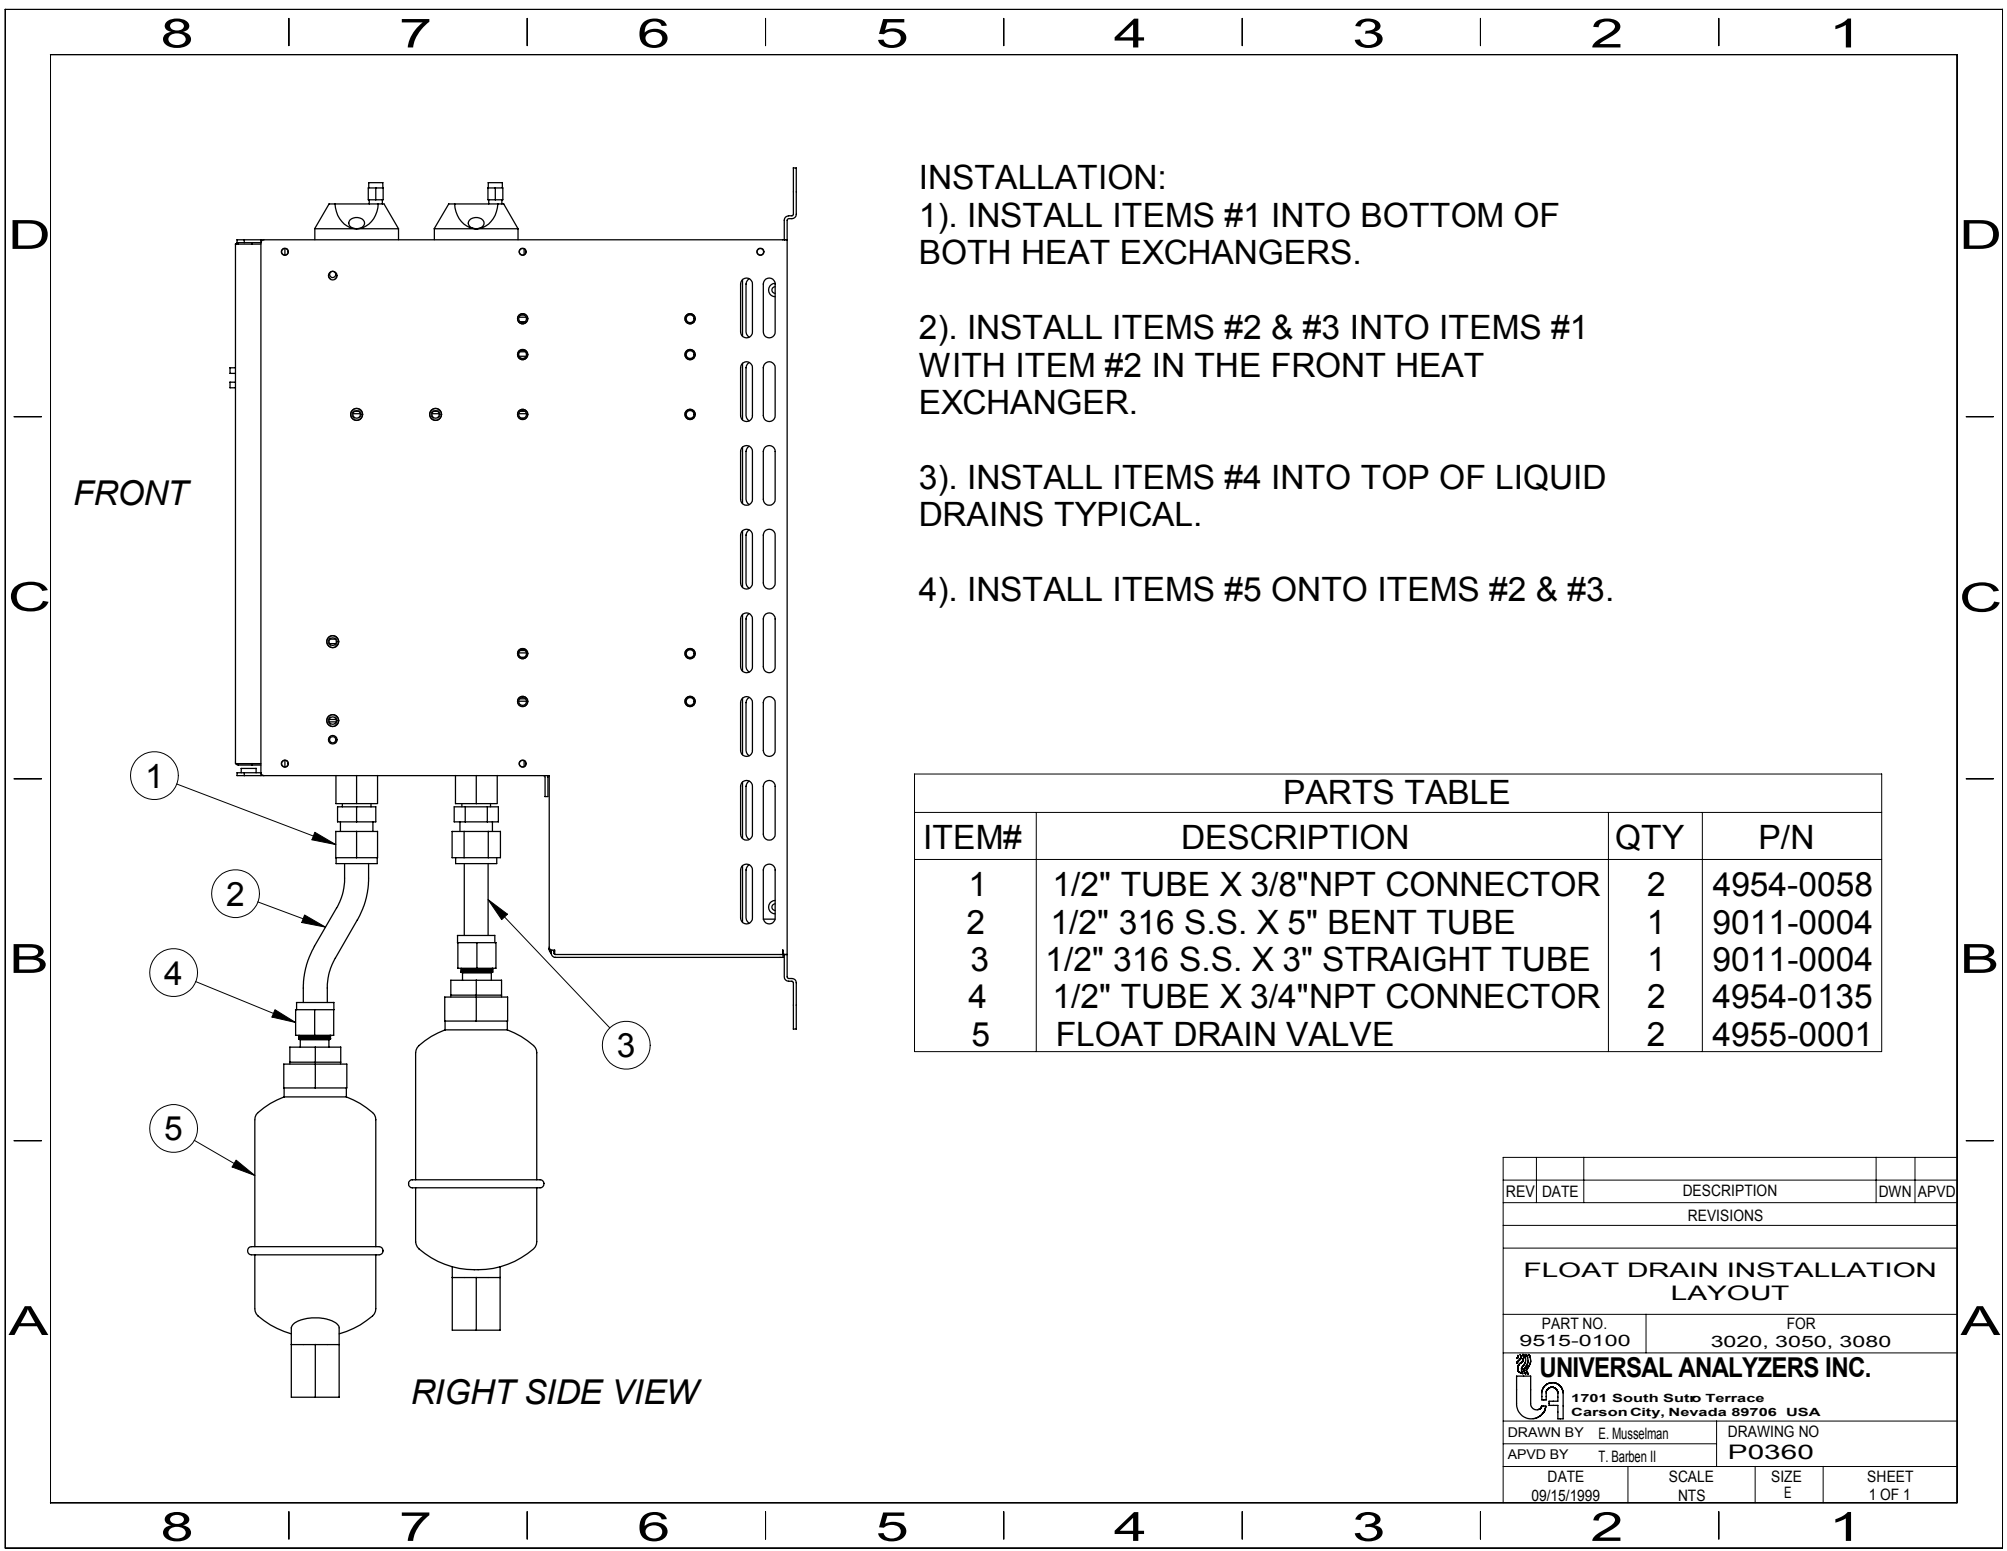 8 7 6 5 4 3 2 1
D D
C C
B B
A A
FRONT
1
2
4
3
5
RIGHT SIDE VIEW
INSTALLATION:
1). INSTALL ITEMS #1 INTO BOTTOM OF
BOTH HEAT EXCHANGERS.
2). INSTALL ITEMS #2 & #3 INTO ITEMS #1
WITH ITEM #2 IN THE FRONT HEAT
EXCHANGER.
3). INSTALL ITEMS #4 INTO TOP OF LIQUID
DRAINS TYPICAL.
4). INSTALL ITEMS #5 ONTO ITEMS #2 & #3.
PARTS TABLE
ITEM# DESCRIPTION QTY P/N
1 1/2" TUBE X 3/8"NPT CONNECTOR 2 4954-0058
2 1/2" 316 S.S. X 5" BENT TUBE 1 9011-0004
3 1/2" 316 S.S. X 3" STRAIGHT TUBE 1 9011-0004
4 1/2" TUBE X 3/4"NPT CONNECTOR 2 4954-0135
5 FLOAT DRAIN VALVE 2 4955-0001
REV DATE DESCRIPTION DWN APVD
REVISIONS
FLOAT DRAIN INSTALLATION
LAYOUT
PART NO. FOR
9515-0100 3020, 3050, 3080
UNIVERSAL ANALYZERS INC.
1701 South Sutro Terrace
Carson City, Nevada 89706 USA
DRAWN BY E. Musselman DRAWING NO
APVD BY T. Barben II P0360
DATE SCALE SIZE SHEET
09/15/1999 NTS E 1 OF 1
8 7 6 5 4 3 2 1